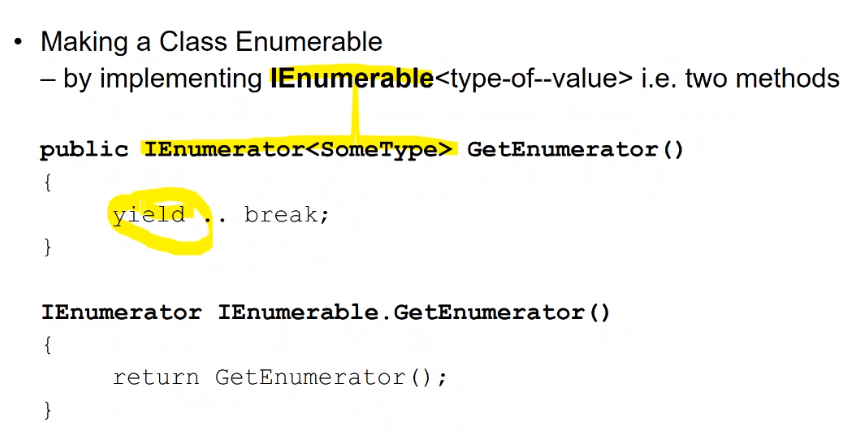 • Making a Class Enumerable
– by implementing IEnumerable<type-of--value> i.e. two methods
public IEnumerator<SomeType> GetEnumerator()
{
yield .. break;
}
IEnumerator IEnumerable.GetEnumerator()
{
return GetEnumerator();
}